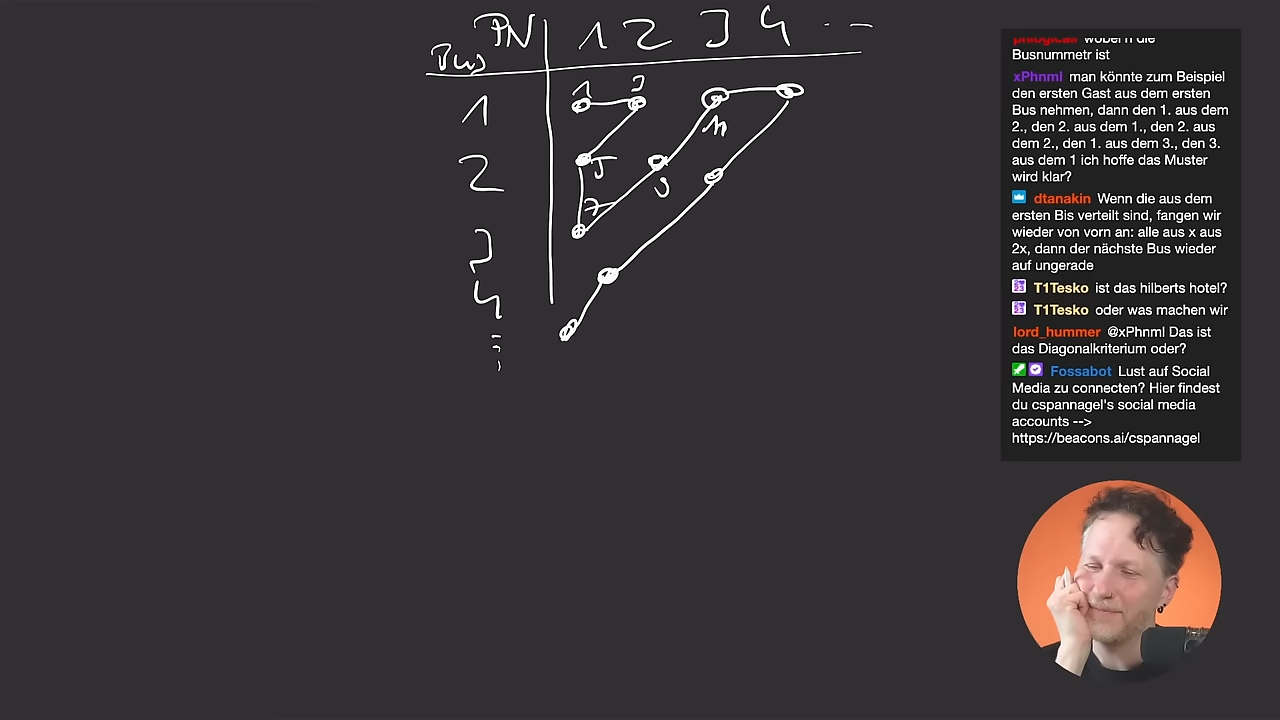 PN 1 2 3 4 . . –
Bus
1 1 3 11
2 5 9
3 7
4
⋮
wobern die
Busnummetr ist
xPhnml man könnte zum Beispiel
den ersten Gast aus dem ersten
Bus nehmen, dann den 1. aus dem
2., den 2. aus dem 1., den 2. aus
dem 2., den 1. aus dem 3., den 3.
aus dem 1 ich hoffe das Muster
wird klar?
dtanakin Wenn die aus dem
ersten Bis verteilt sind, fangen wir
wieder von vorn an: alle aus x aus
2x, dann der nächste Bus wieder
auf ungerade
T1Tesko ist das hilberts hotel?
T1Tesko oder was machen wir
lord_hummer @xPhnml Das ist
das Diagonalkriterium oder?
Fossabot Lust auf Social
Media zu connecten? Hier findest
du cspannagel's social media
accounts -->
https://beacons.ai/cspannagel